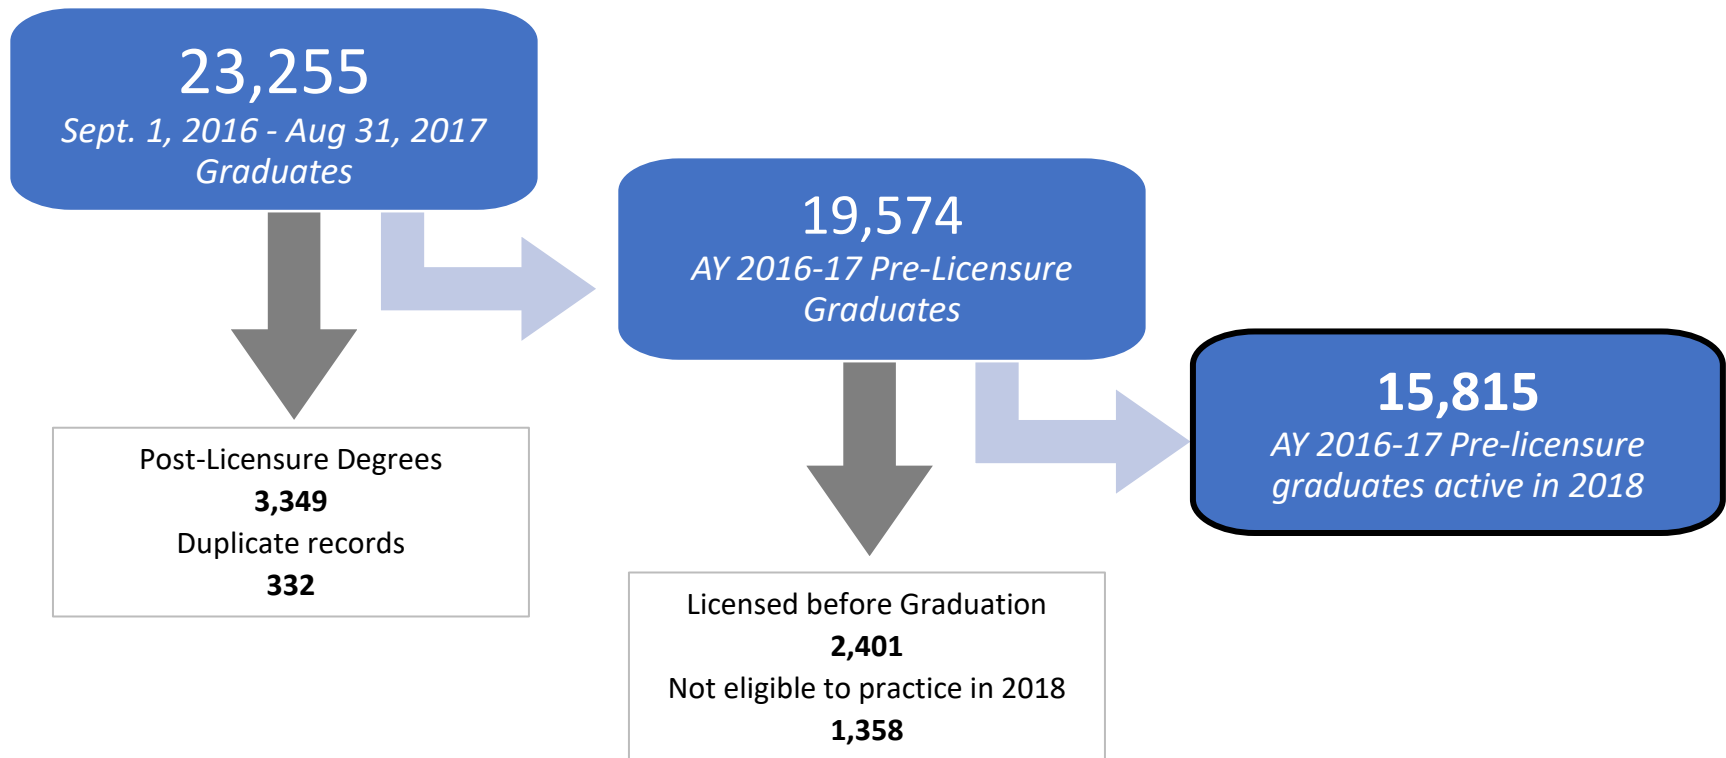 23,255
Sept. 1, 2016 - Aug 31, 2017
Graduates
Post-Licensure Degrees
3,349
Duplicate records
332
19,574
AY 2016-17 Pre-Licensure
Graduates
Licensed before Graduation
2,401
Not eligible to practice in 2018
1,358
15,815
AY 2016-17 Pre-licensure
graduates active in 2018